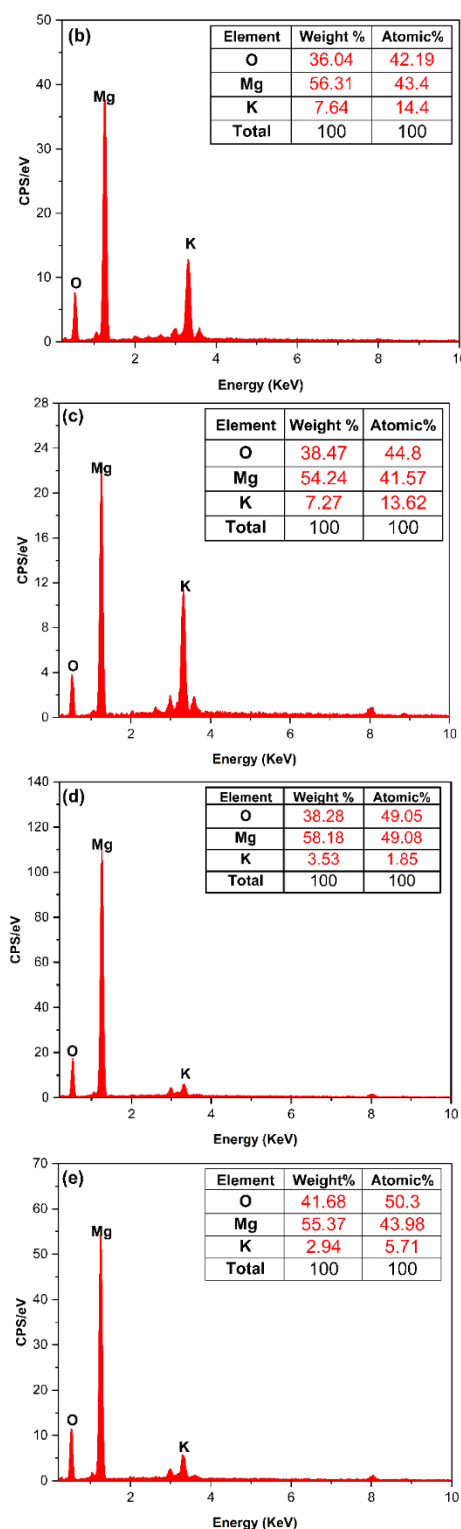 (b)
Element Weight % Atomic%
O 36.04 42.19
Mg 56.31 43.4
K 7.64 14.4
Total 100 100
50
40
30
20
10
0
CPS/eV
O
Mg
K
2 4 6 8 10
Energy (KeV)
(c)
Element Weight % Atomic%
O 38.47 44.8
Mg 54.24 41.57
K 7.27 13.62
Total 100 100
28
24
20
16
12
8
4
0
CPS/eV
O
Mg
K
2 4 6 8 10
Energy (KeV)
(d)
Element Weight % Atomic%
O 38.28 49.05
Mg 58.18 49.08
K 3.53 1.85
Total 100 100
140
120
100
80
60
40
20
0
CPS/eV
O
Mg
K
2 4 6 8 10
Energy (KeV)
(e)
Element Weight% Atomic%
O 41.68 50.3
Mg 55.37 43.98
K 2.94 5.71
Total 100 100
70
60
50
40
30
20
10
0
CPS/eV
O
Mg
K
2 4 6 8 10
Energy (KeV)